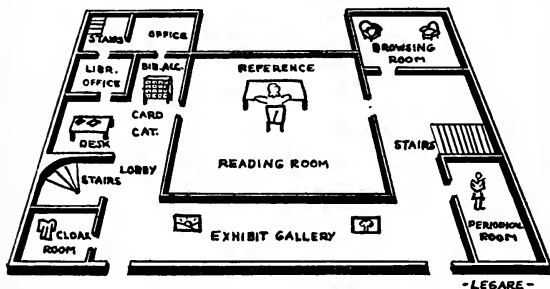 STAIRS
OFFICE
BROWSING
ROOM
LIBR.
OFFICE
BIB. ALC.
REFERENCE
CARD
CAT.
DESK
STAIRS
LOBBY
READING ROOM
STAIRS
CLOAK
ROOM
EXHIBIT GALLERY
PERIODICAL
ROOM
-LEGARE-